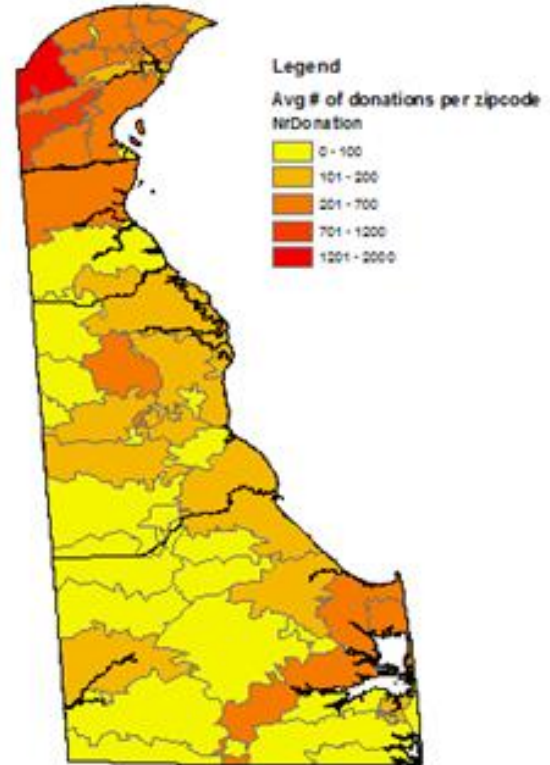 Legend
Avg # of donations per zipcode
NrDonation
0 - 100
101 - 200
201 - 700
701 - 1200
1201 - 2000